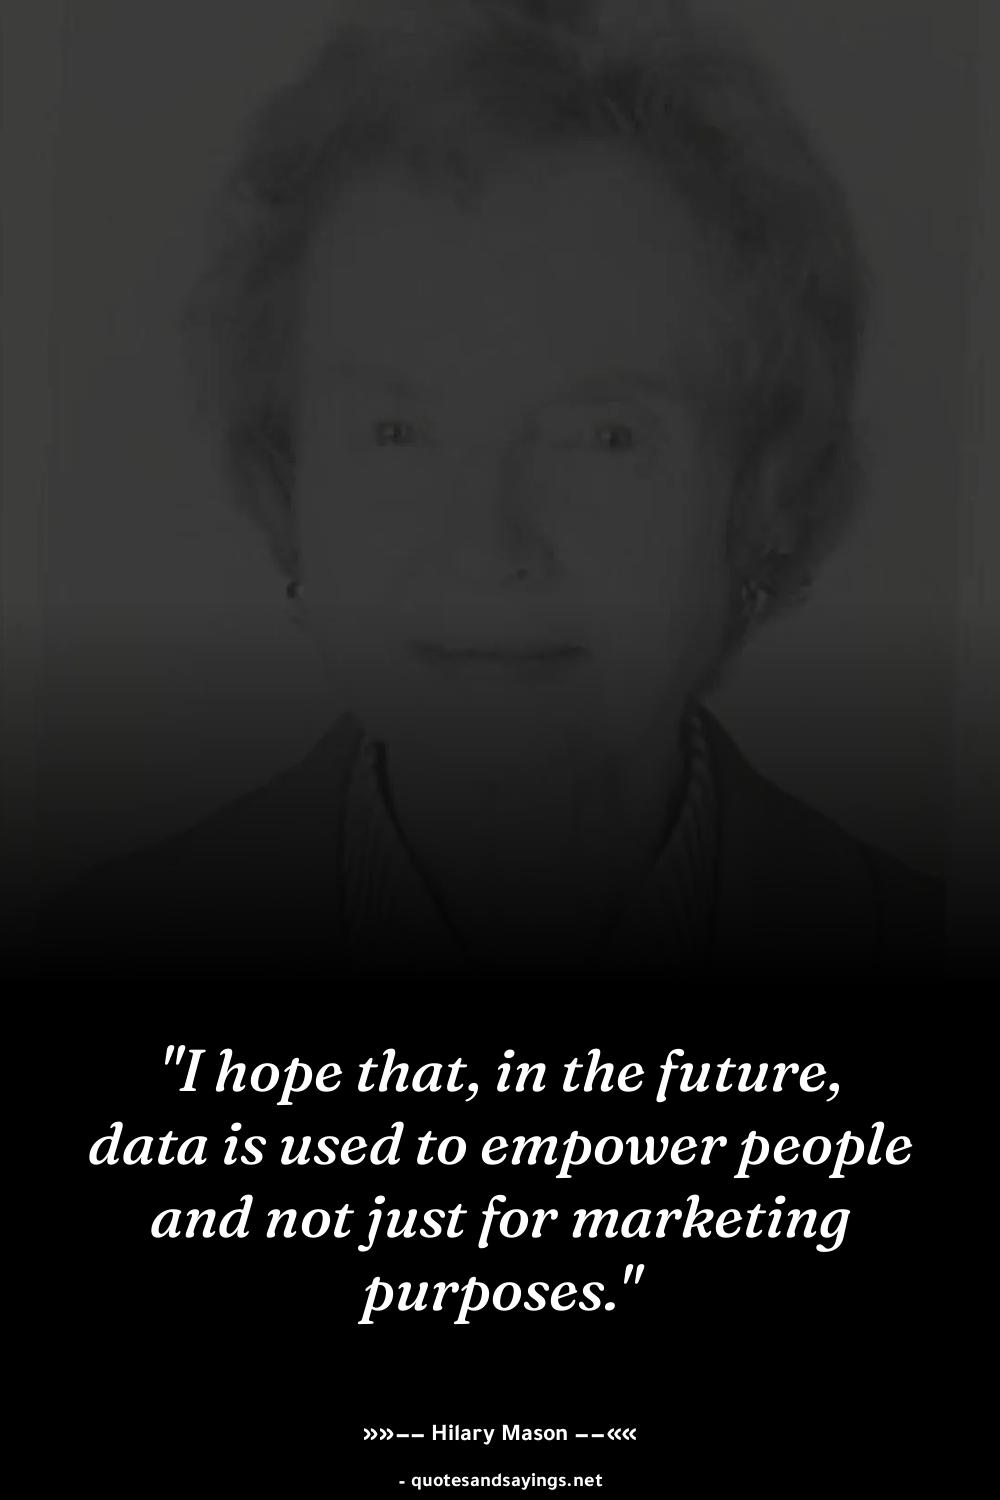 "I hope that, in the future,
data is used to empower people
and not just for marketing
purposes."
»»–– Hilary Mason ––««
- quotesandsayings.net